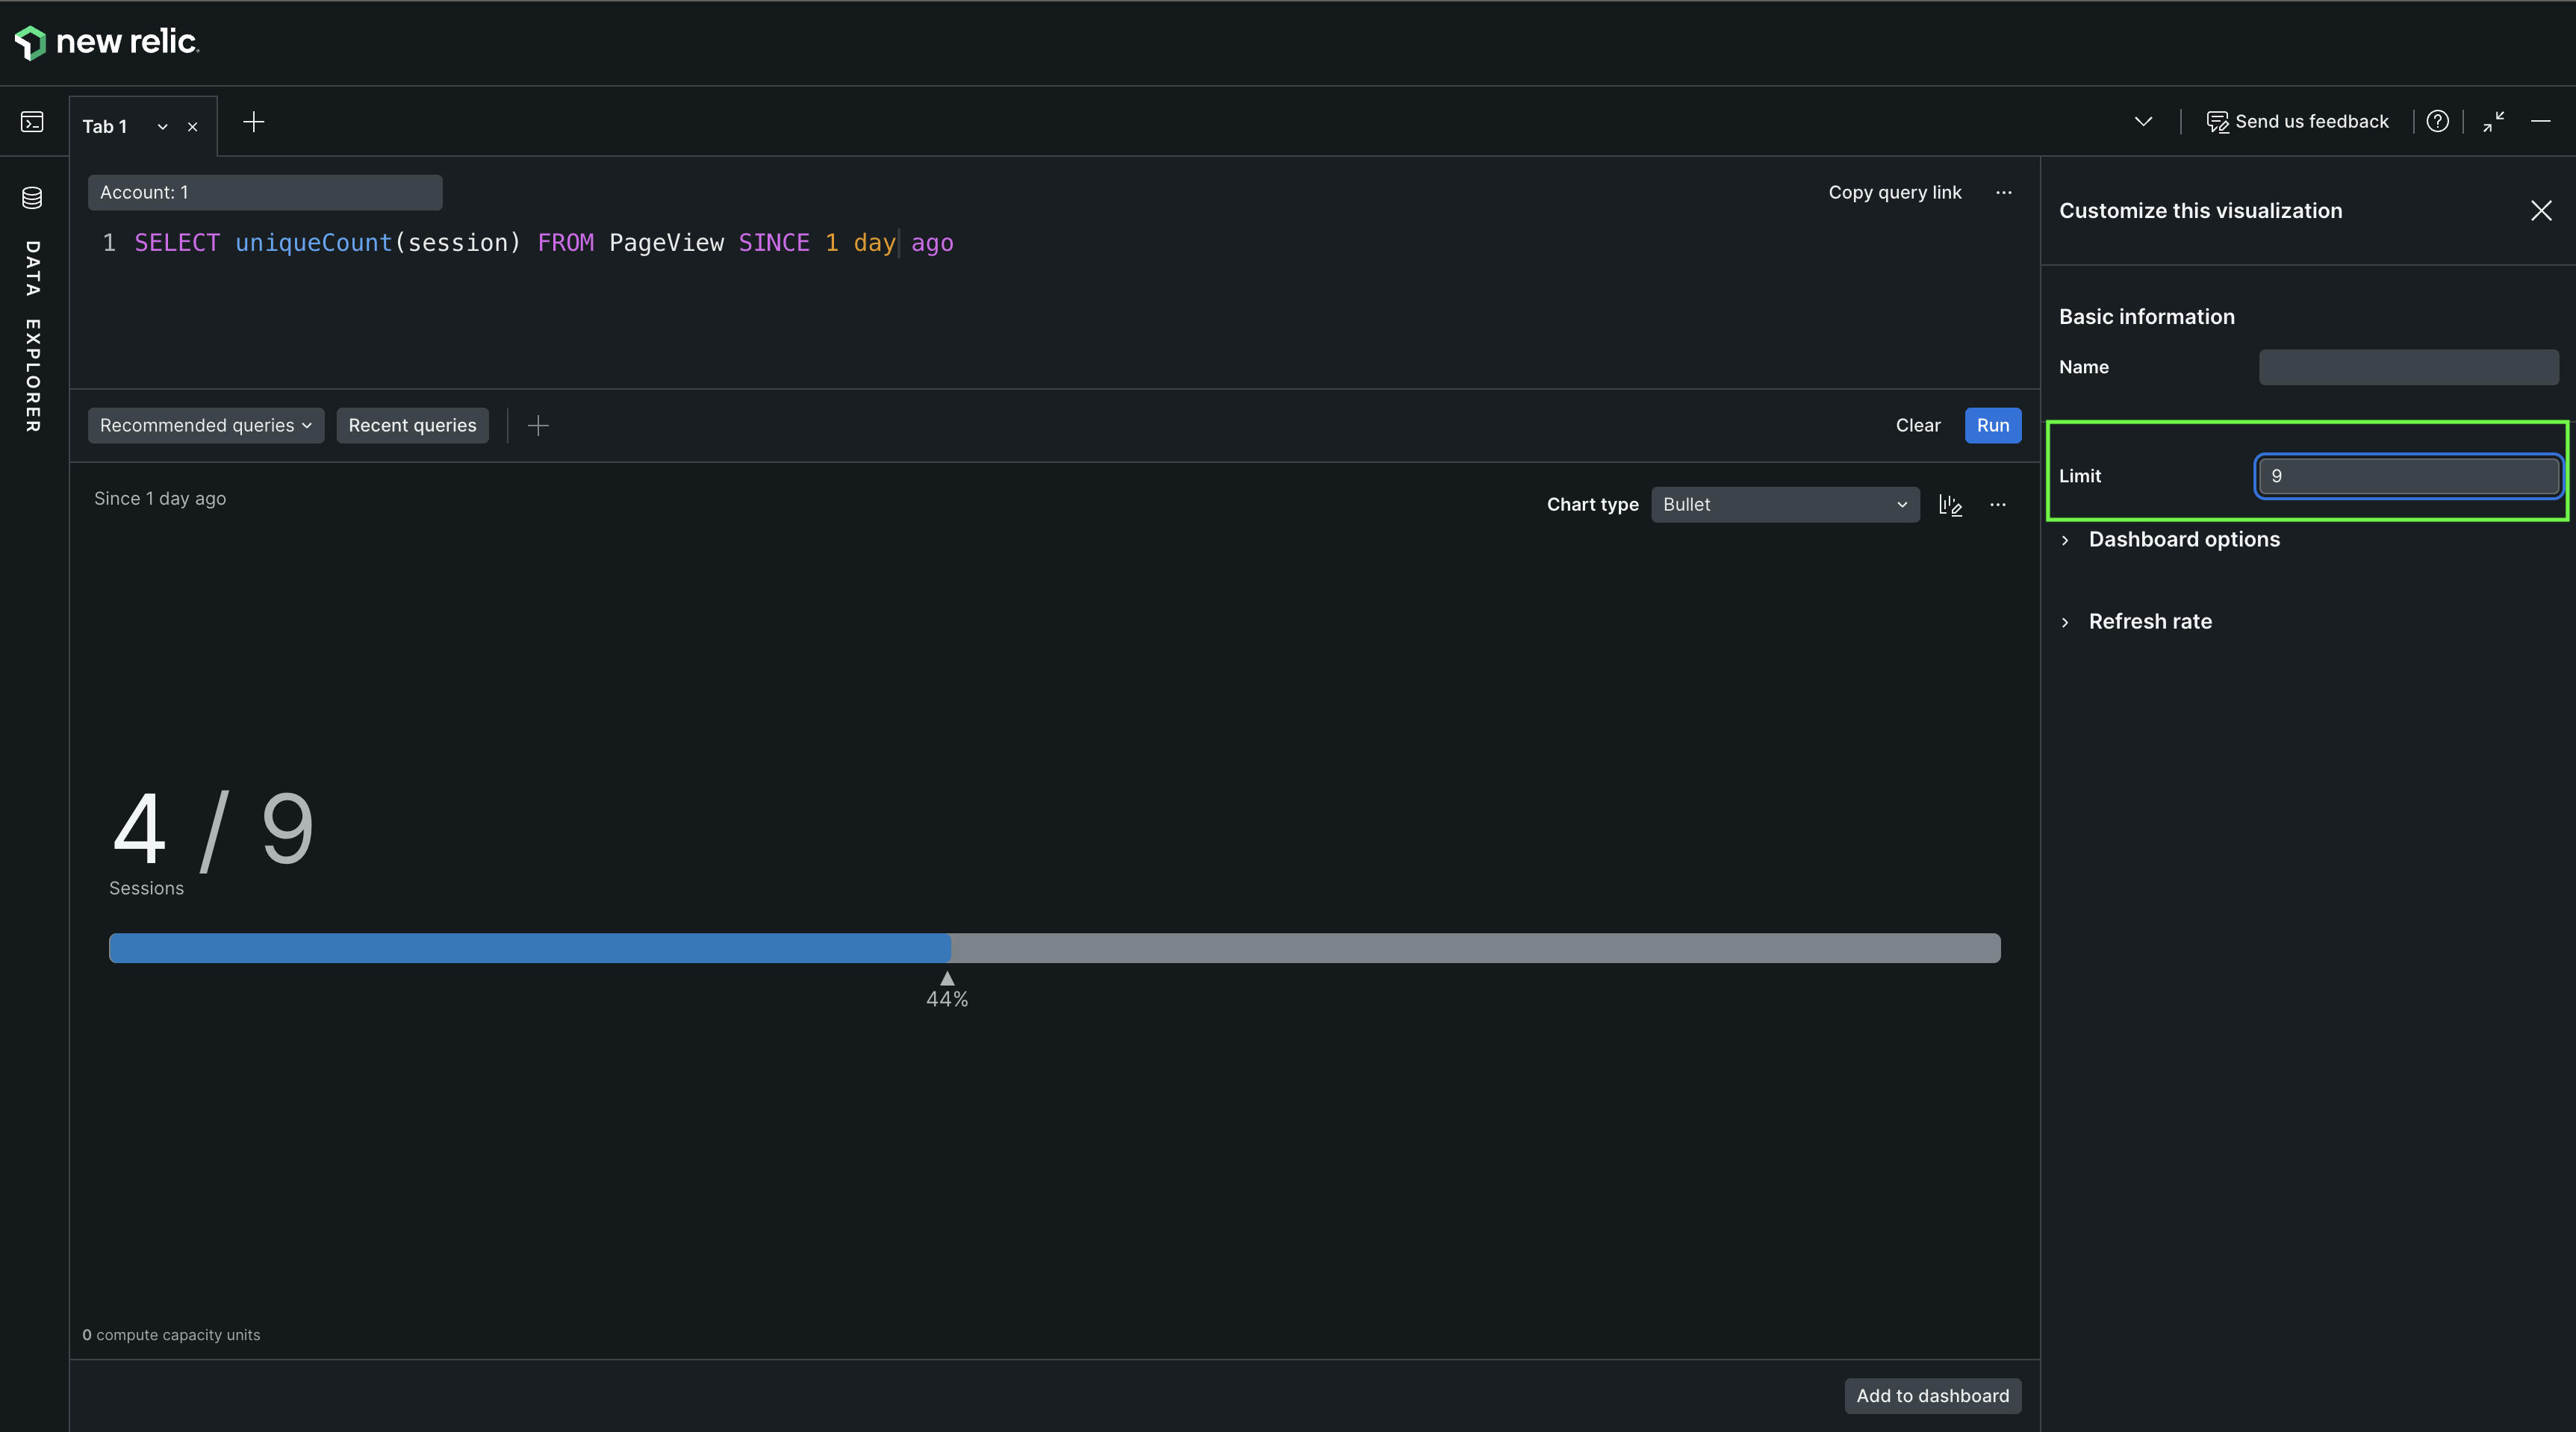 new relic.
Tab 1
Send us feedback
DATA EXPLORER
Account: 1
Copy query link
1 SELECT uniqueCount(session) FROM PageView SINCE 1 day ago
Recommended queries
Recent queries
Clear
Run
Since 1 day ago
Chart type
Bullet
4 / 9
Sessions
44%
0 compute capacity units
Add to dashboard
Customize this visualization
Basic information
Name
Limit
9
Dashboard options
Refresh rate